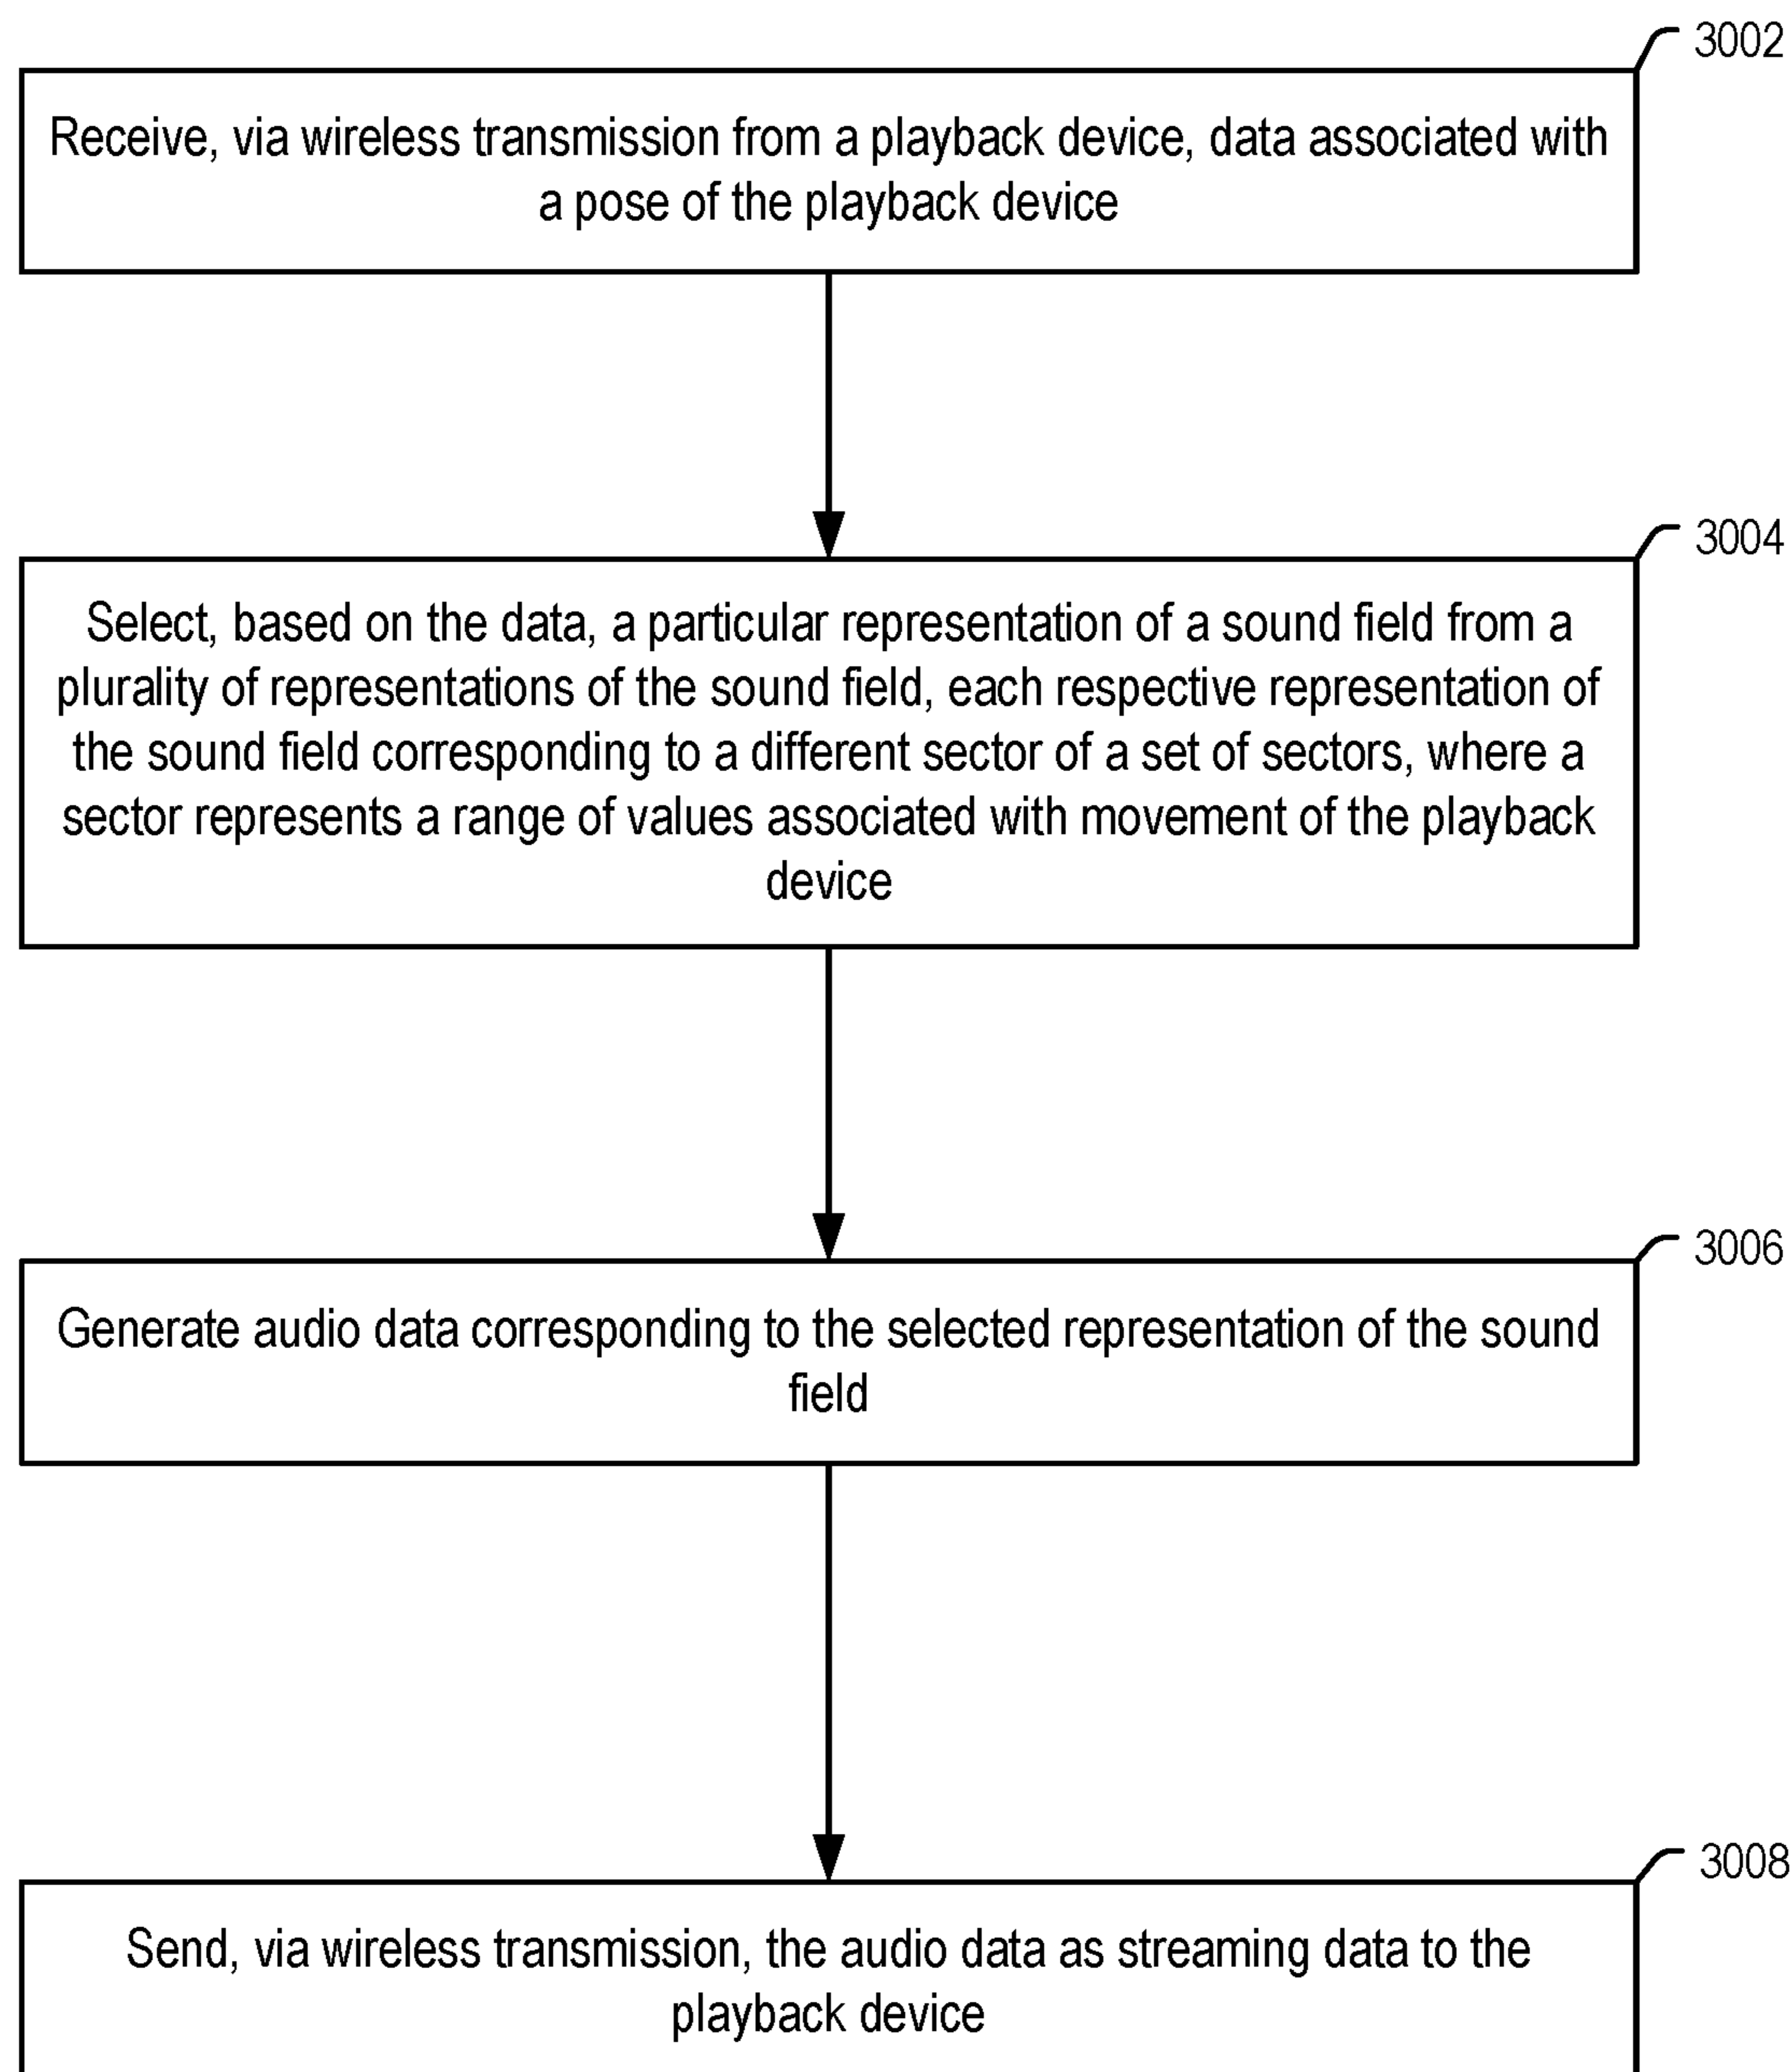 3002
Receive, via wireless transmission from a playback device, data associated with
a pose of the playback device
3004
Select, based on the data, a particular representation of a sound field from a
plurality of representations of the sound field, each respective representation of
the sound field corresponding to a different sector of a set of sectors, where a
sector represents a range of values associated with movement of the playback
device
3006
Generate audio data corresponding to the selected representation of the sound
field
3008
Send, via wireless transmission, the audio data as streaming data to the
playback device